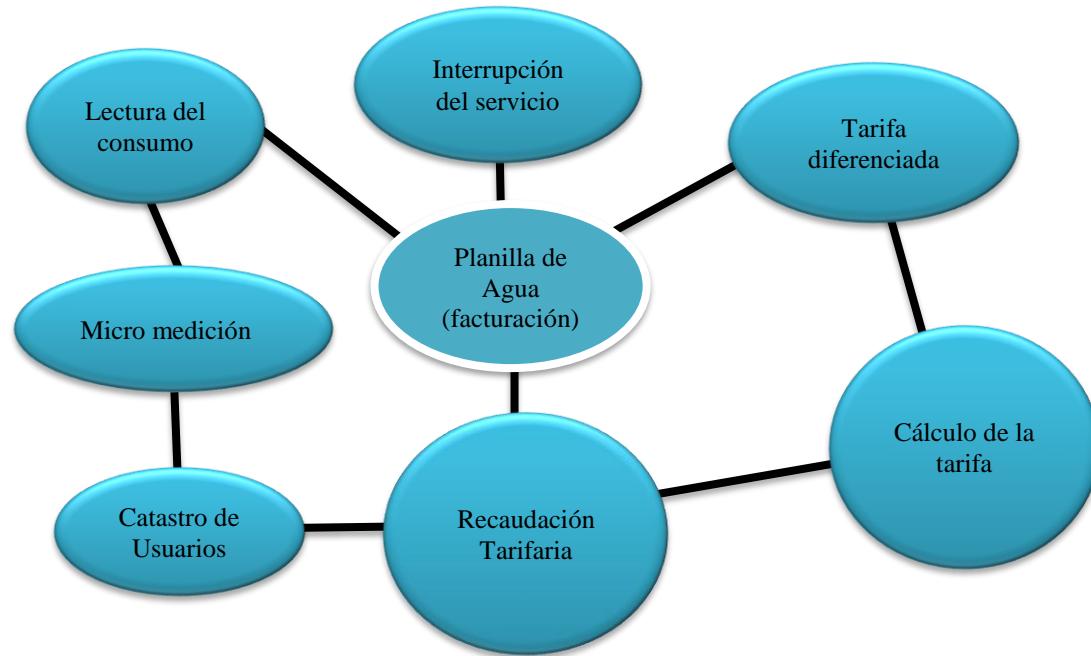 Interrupción
del servicio
Lectura del
consumo
Tarifa
diferenciada
Planilla de
Agua
(facturación)
Micro medición
Cálculo de la
tarifa
Catastro de
Usuarios
Recaudación
Tarifaria